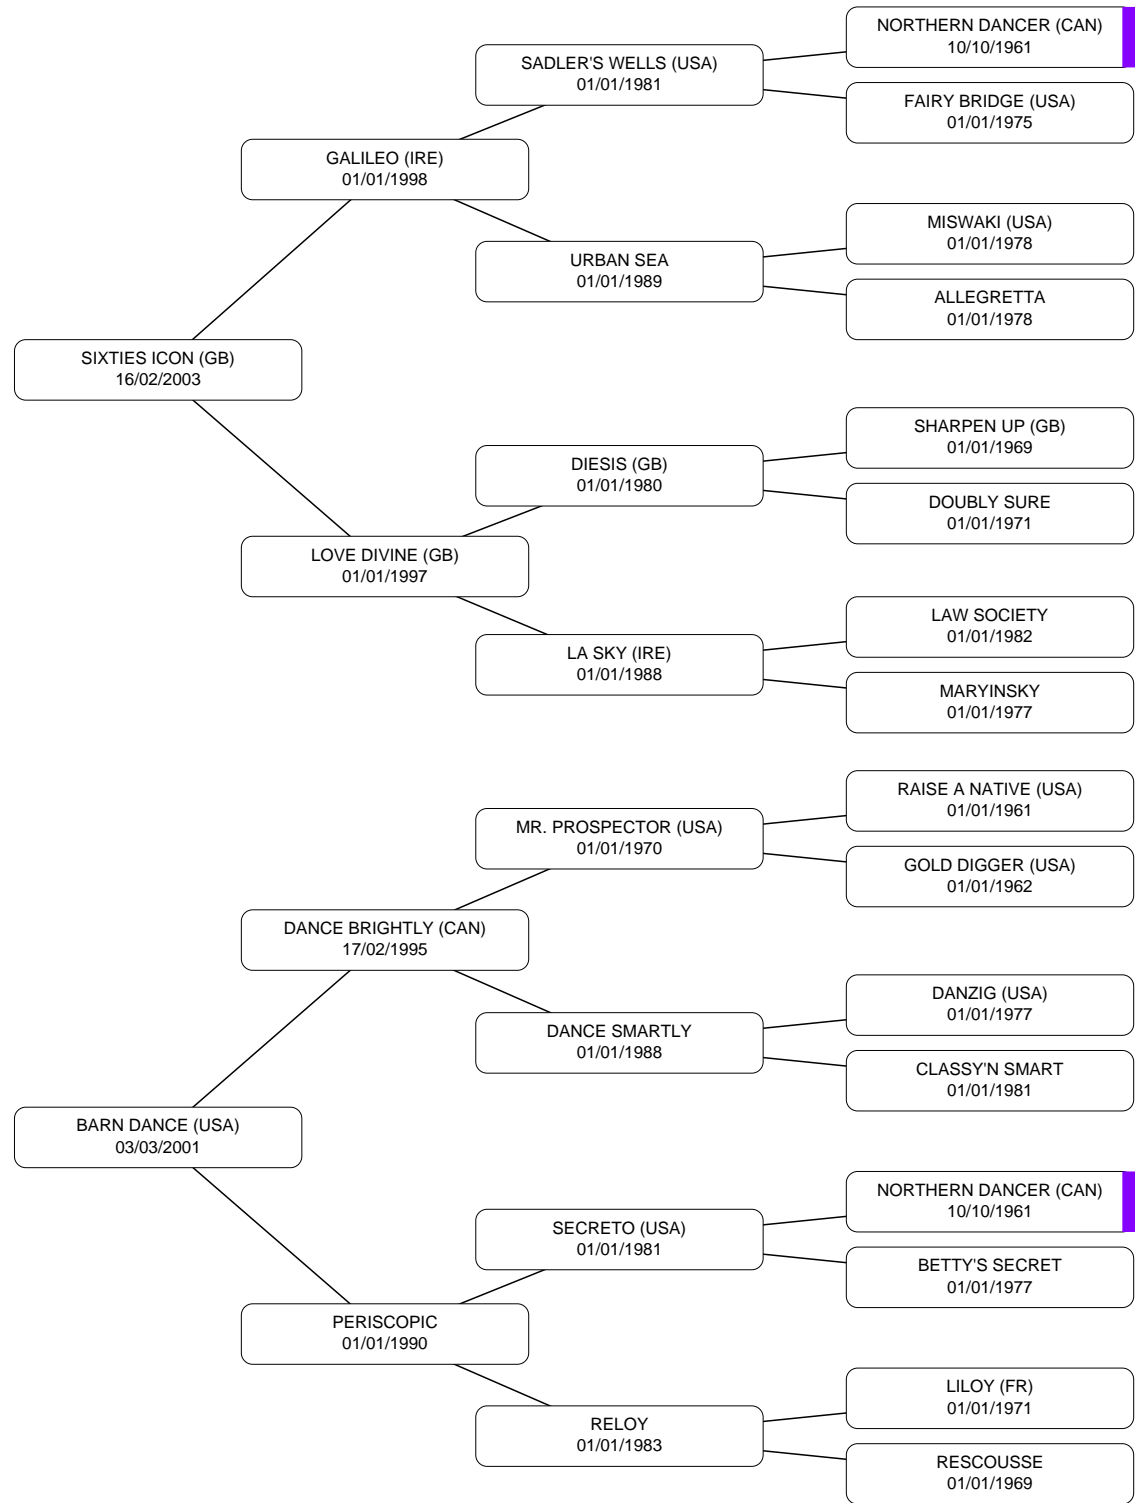 NORTHERN DANCER (CAN)
10/10/1961
SADLER'S WELLS (USA)
01/01/1981
FAIRY BRIDGE (USA)
01/01/1975
GALILEO (IRE)
01/01/1998
MISWAKI (USA)
01/01/1978
URBAN SEA
01/01/1989
ALLEGRETTA
01/01/1978
SIXTIES ICON (GB)
16/02/2003
SHARPEN UP (GB)
01/01/1969
DIESIS (GB)
01/01/1980
DOUBLY SURE
01/01/1971
LOVE DIVINE (GB)
01/01/1997
LAW SOCIETY
01/01/1982
LA SKY (IRE)
01/01/1988
MARYINSKY
01/01/1977
RAISE A NATIVE (USA)
01/01/1961
MR. PROSPECTOR (USA)
01/01/1970
GOLD DIGGER (USA)
01/01/1962
DANCE BRIGHTLY (CAN)
17/02/1995
DANZIG (USA)
01/01/1977
DANCE SMARTLY
01/01/1988
CLASSY'N SMART
01/01/1981
BARN DANCE (USA)
03/03/2001
NORTHERN DANCER (CAN)
10/10/1961
SECRETO (USA)
01/01/1981
BETTY'S SECRET
01/01/1977
PERISCOPIC
01/01/1990
LILOY (FR)
01/01/1971
RELOY
01/01/1983
RESCOUSSE
01/01/1969